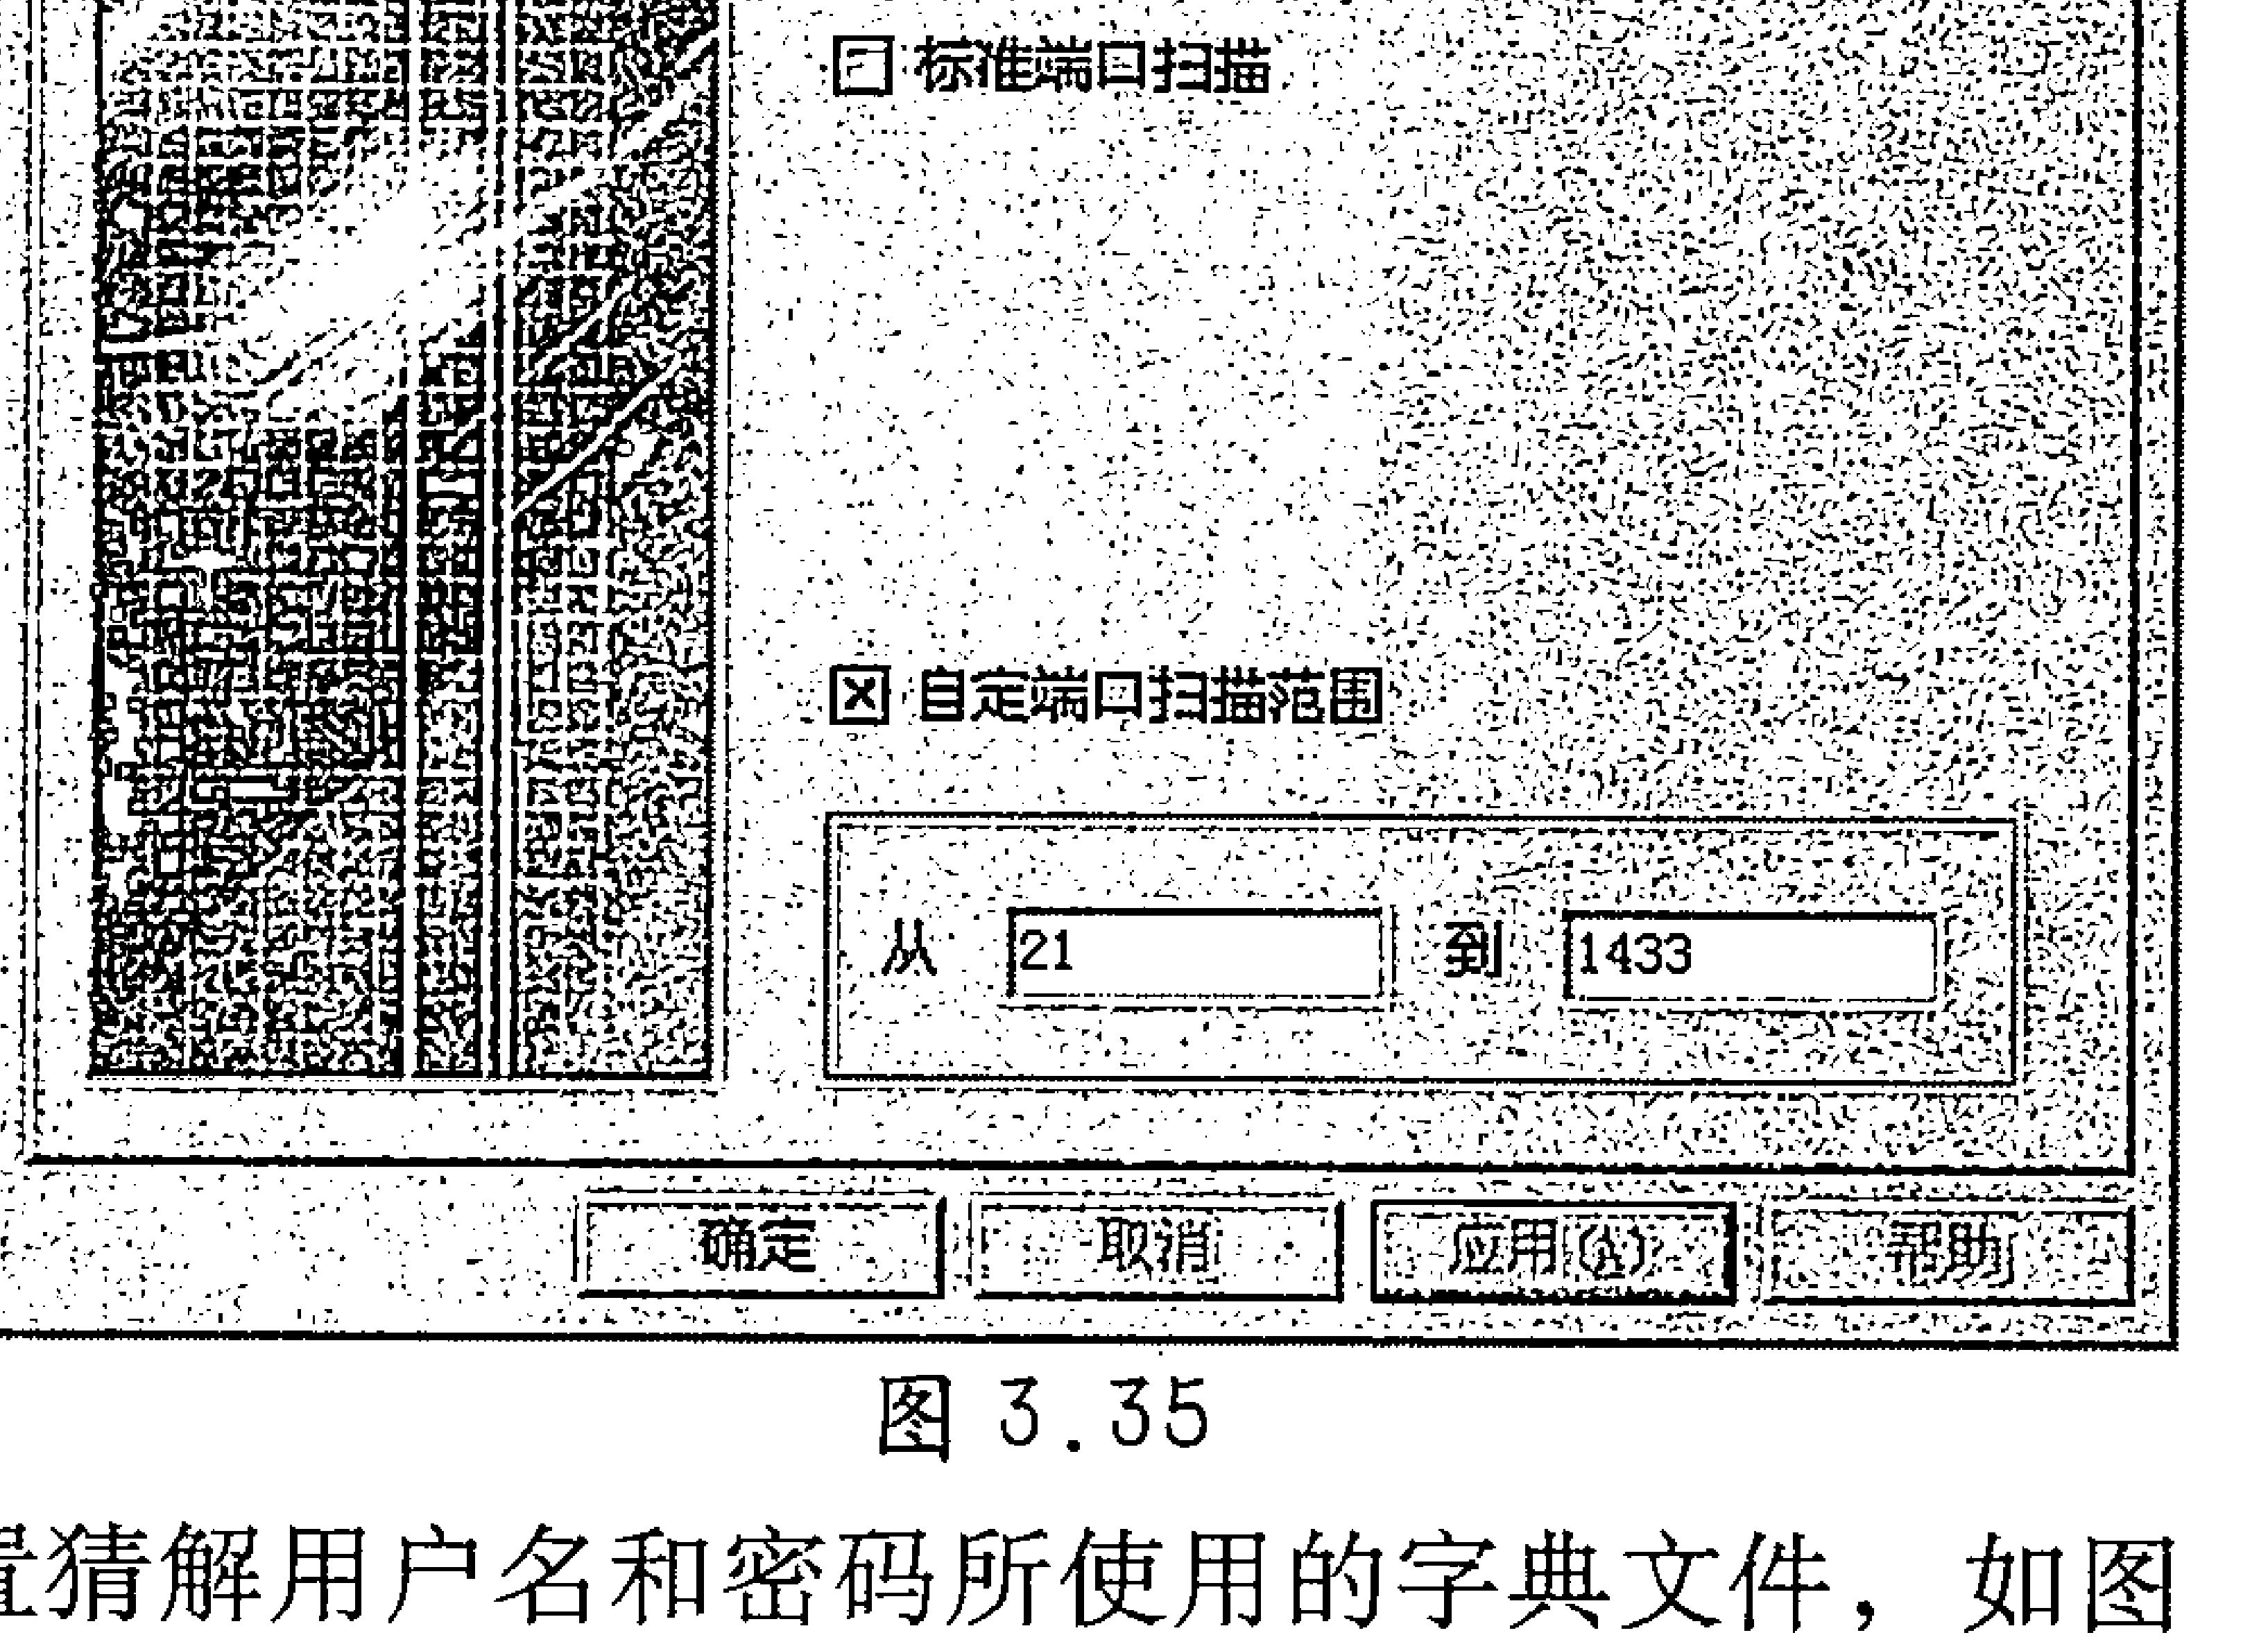 标准端口扫描
自定端口扫描范围
从 21 到 1433
确定 取消 应用(A) 帮助
图 3.35
置猜解用户名和密码所使用的字典文件，如图